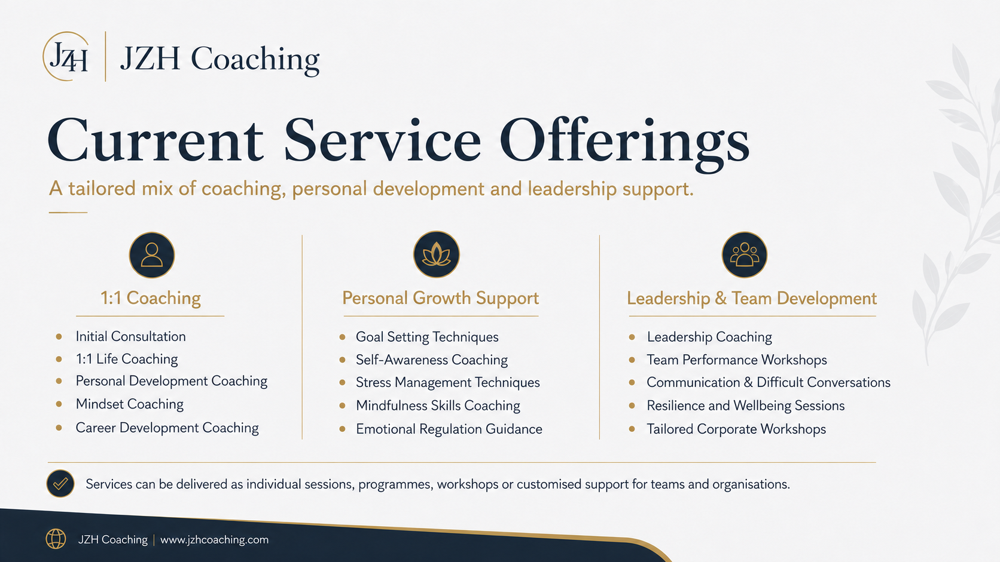 JZH
JZH Coaching
Current Service Offerings
A tailored mix of coaching, personal development and leadership support.
1:1 Coaching
Initial Consultation
1:1 Life Coaching
Personal Development Coaching
Mindset Coaching
Career Development Coaching
Personal Growth Support
Goal Setting Techniques
Self-Awareness Coaching
Stress Management Techniques
Mindfulness Skills Coaching
Emotional Regulation Guidance
Leadership & Team Development
Leadership Coaching
Team Performance Workshops
Communication & Difficult Conversations
Resilience and Wellbeing Sessions
Tailored Corporate Workshops
Services can be delivered as individual sessions, programmes, workshops or customised support for teams and organisations.
JZH Coaching | www.jzhcoaching.com